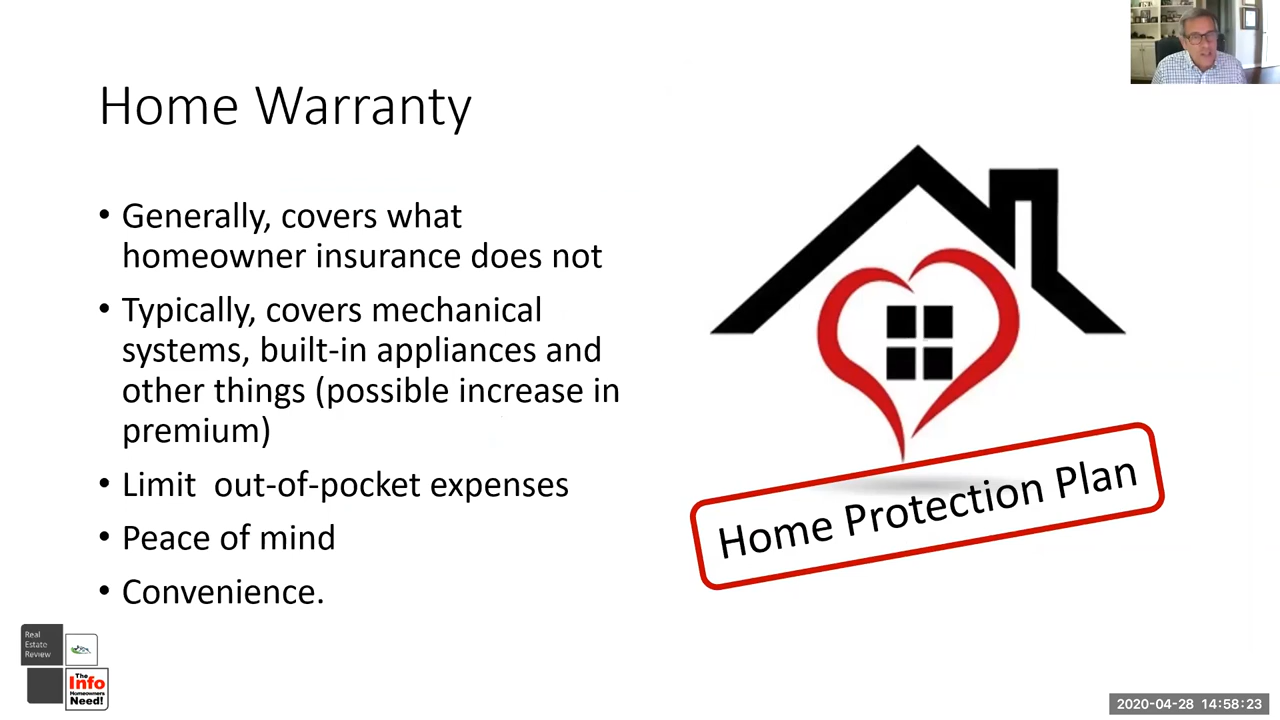 Home Warranty
• Generally, covers what
homeowner insurance does not
• Typically, covers mechanical
systems, built-in appliances and
other things (possible increase in
premium)
• Limit  out-of-pocket expenses
• Peace of mind
• Convenience.
Home Protection Plan
Real
Estate
Review
The
Info
Homeowners
Need!
2020-04-28 14:58:23